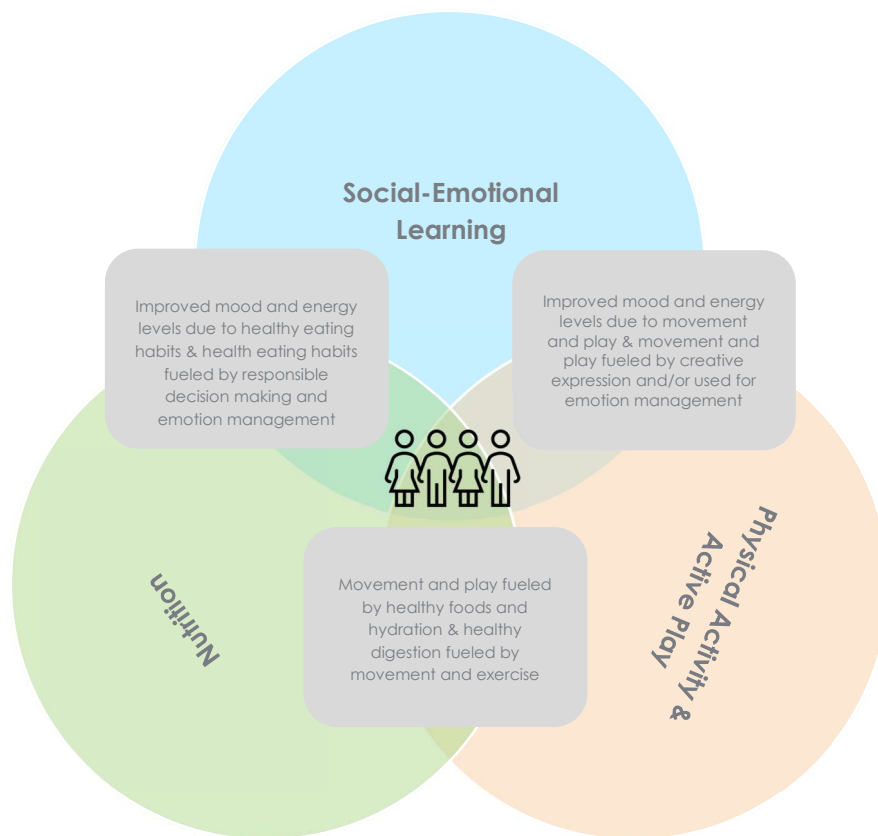 Social-Emotional
Learning
Improved mood and energy
levels due to healthy eating
habits & health eating habits
fueled by responsible
decision making and
emotion management
Improved mood and energy
levels due to movement
and play & movement and
play fueled by creative
expression and/or used for
emotion management
Nutrition
Movement and play fueled
by healthy foods and
hydration & healthy
digestion fueled by
movement and exercise
Physical Activity &
Active Play